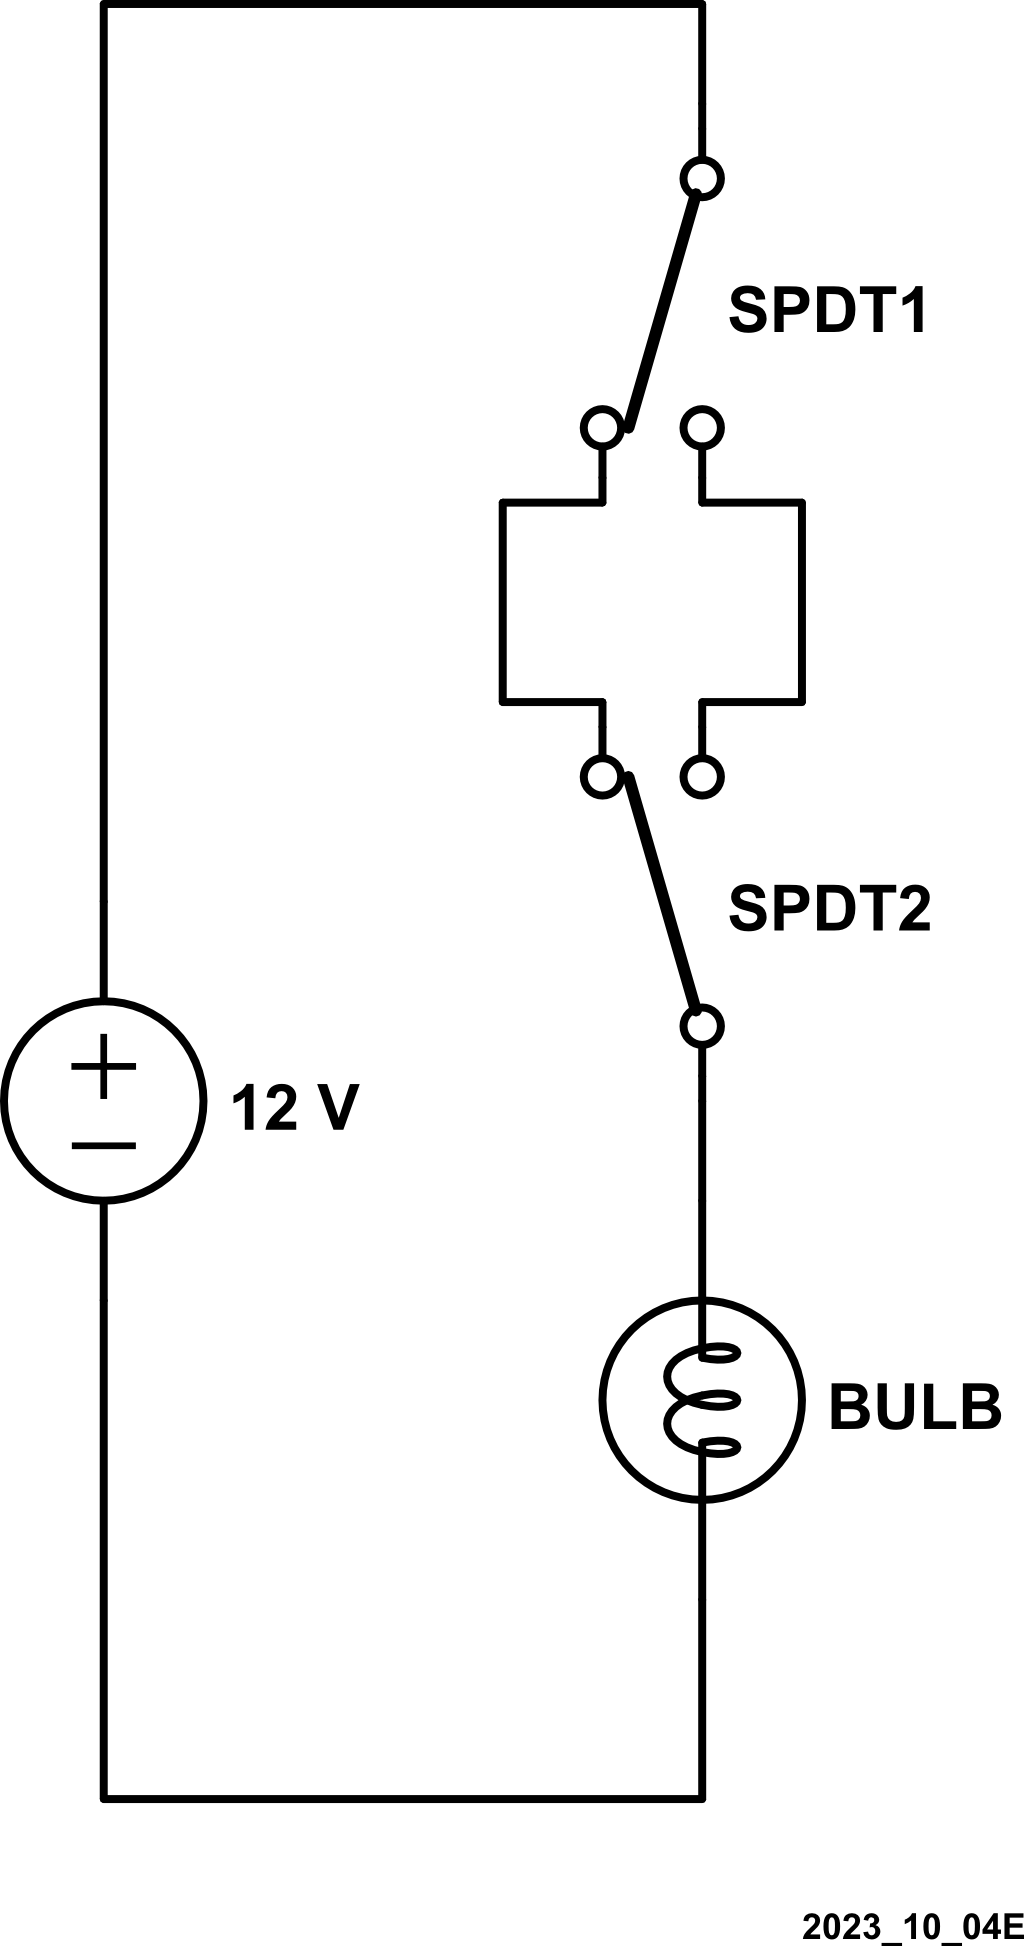 SPDT1
SPDT2
+
−
12 V
BULB
2023_10_04E